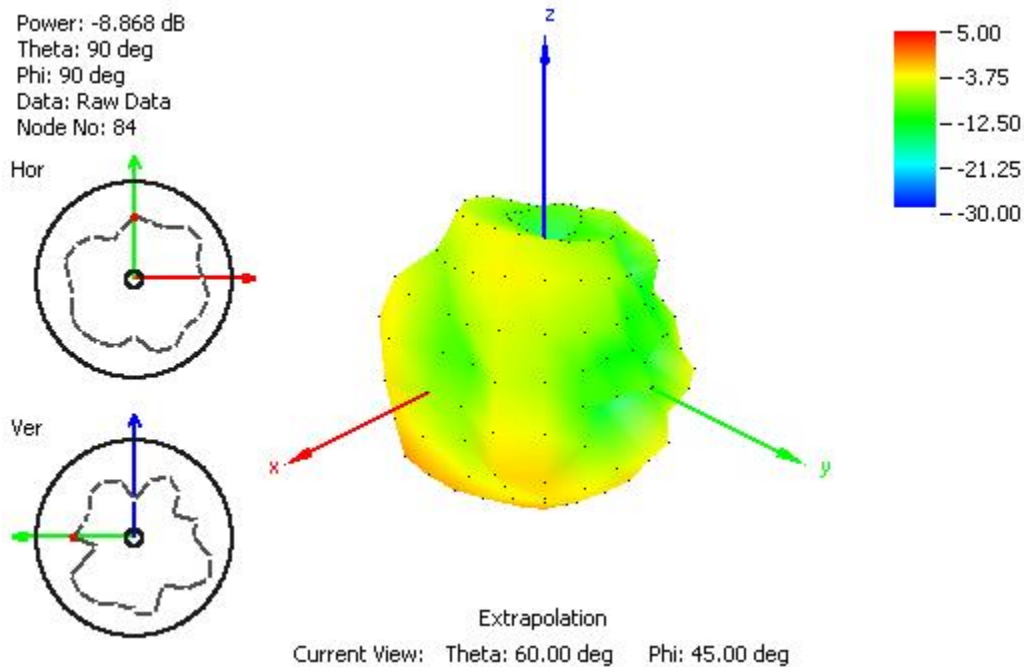 Power: -8.868 dB
Theta: 90 deg
Phi: 90 deg
Data: Raw Data
Node No: 84
Hor
Ver
z
x
y
5.00
-3.75
-12.50
-21.25
-30.00
Extrapolation
Current View: Theta: 60.00 deg Phi: 45.00 deg